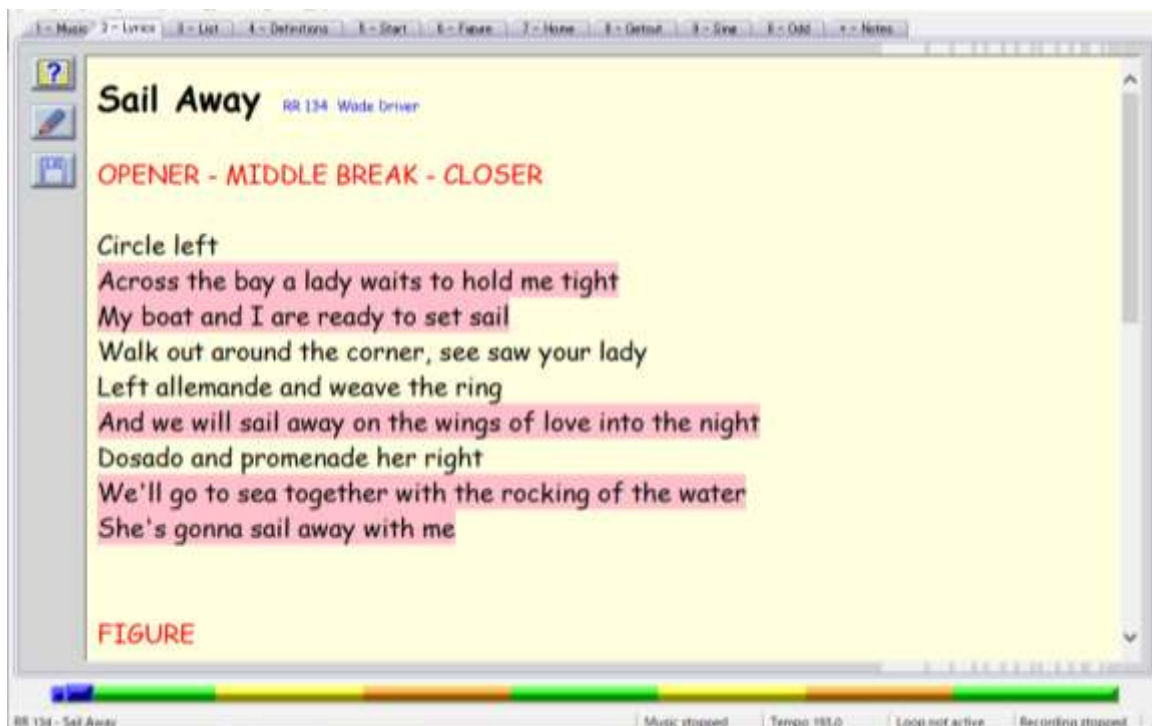 1 - Music 2 - Lyrics 3 - List 4 - Definitions 5 - Start 6 - Figure 7 - Home 8 - Getout 9 - Sing 0 - Odd + - Notes
?
Sail Away RR 134 Wade Driver
OPENER - MIDDLE BREAK - CLOSER
Circle left
Across the bay a lady waits to hold me tight
My boat and I are ready to set sail
Walk out around the corner, see saw your lady
Left allemande and weave the ring
And we will sail away on the wings of love into the night
Dosado and promenade her right
We'll go to sea together with the rocking of the water
She's gonna sail away with me
FIGURE
RR 134 - Sail Away Music stopped Tempo Loop not active Recording stopped